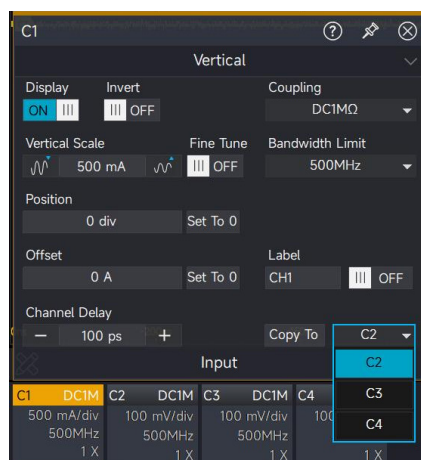 C1 ?
Vertical
Display Invert Coupling
ON OFF DC1MΩ
Vertical Scale Fine Tune Bandwidth Limit
500 mA OFF 500MHz
Position
0 div Set To 0
Offset Label
0 A Set To 0 CH1 OFF
Channel Delay
− 100 ps + Copy To C2
Input C2
C3
C4
C1 DC1M C2 DC1M C3 DC1M C4
500 mA/div 100 mV/div 100 mV/div 100
500MHz 500MHz 500MHz
1 X 1 X 1 X 1 X